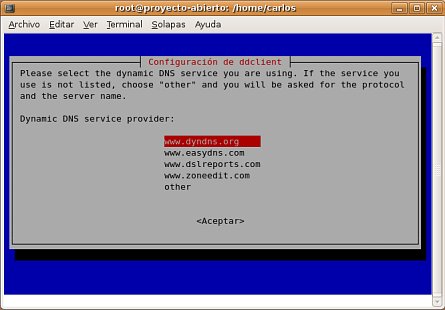 root@proyecto-abierto: /home/carlos
Archivo Editar Ver Terminal Solapas Ayuda
Configuración de ddclient
Please select the dynamic DNS service you are using. If the service you
use is not listed, choose "other" and you will be asked for the protocol
and the server name.
Dynamic DNS service provider:
www.dyndns.org
www.easydns.com
www.dslreports.com
www.zoneedit.com
other
<Aceptar>